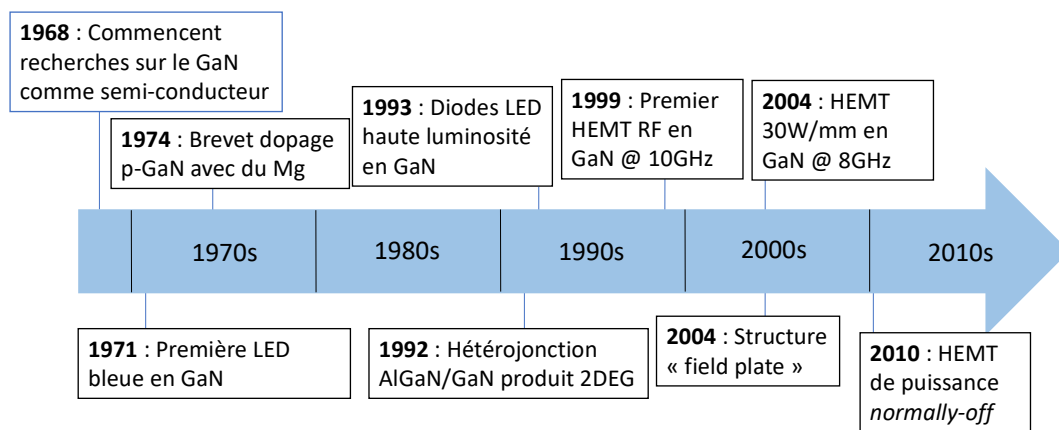 1968 : Commencent
recherches sur le GaN
comme semi-conducteur
1974 : Brevet dopage
p-GaN avec du Mg
1993 : Diodes LED
haute luminosité
en GaN
1999 : Premier
HEMT RF en
GaN @ 10GHz
2004 : HEMT
30W/mm en
GaN @ 8GHz
1970s
1980s
1990s
2000s
2010s
1971 : Première LED
bleue en GaN
1992 : Hétérojonction
AlGaN/GaN produit 2DEG
2004 : Structure
« field plate »
2010 : HEMT
de puissance
normally-off